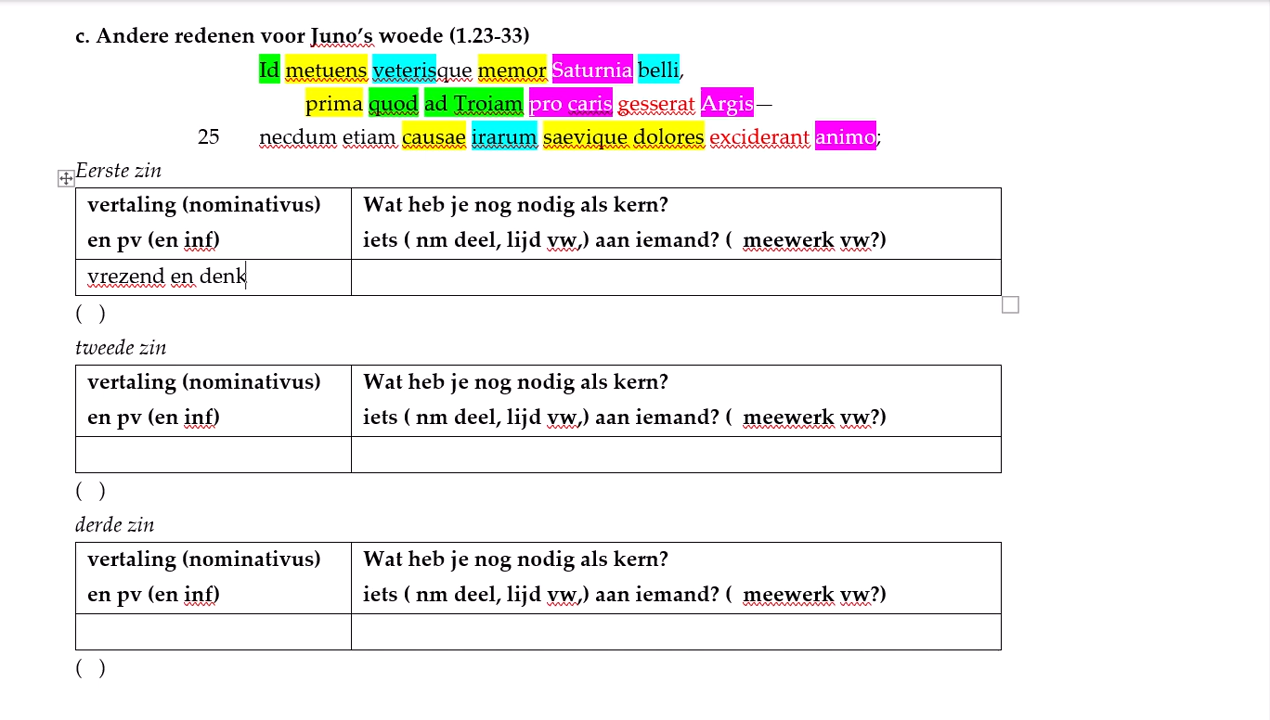 c. Andere redenen voor Juno’s woede (1.23-33)
Id metuens veterisque memor Saturnia belli,
prima quod ad Troiam pro caris gesserat Argis—
25 necdum etiam causae irarum saevique dolores exciderant animo;
Eerste zin
vertaling (nominativus) en pv (en inf)
Wat heb je nog nodig als kern?
iets ( nm deel, lijd vw,) aan iemand? ( meewerk vw?)
vrezend en denk
( )
tweede zin
vertaling (nominativus) en pv (en inf)
Wat heb je nog nodig als kern?
iets ( nm deel, lijd vw,) aan iemand? ( meewerk vw?)
( )
derde zin
vertaling (nominativus) en pv (en inf)
Wat heb je nog nodig als kern?
iets ( nm deel, lijd vw,) aan iemand? ( meewerk vw?)
( )